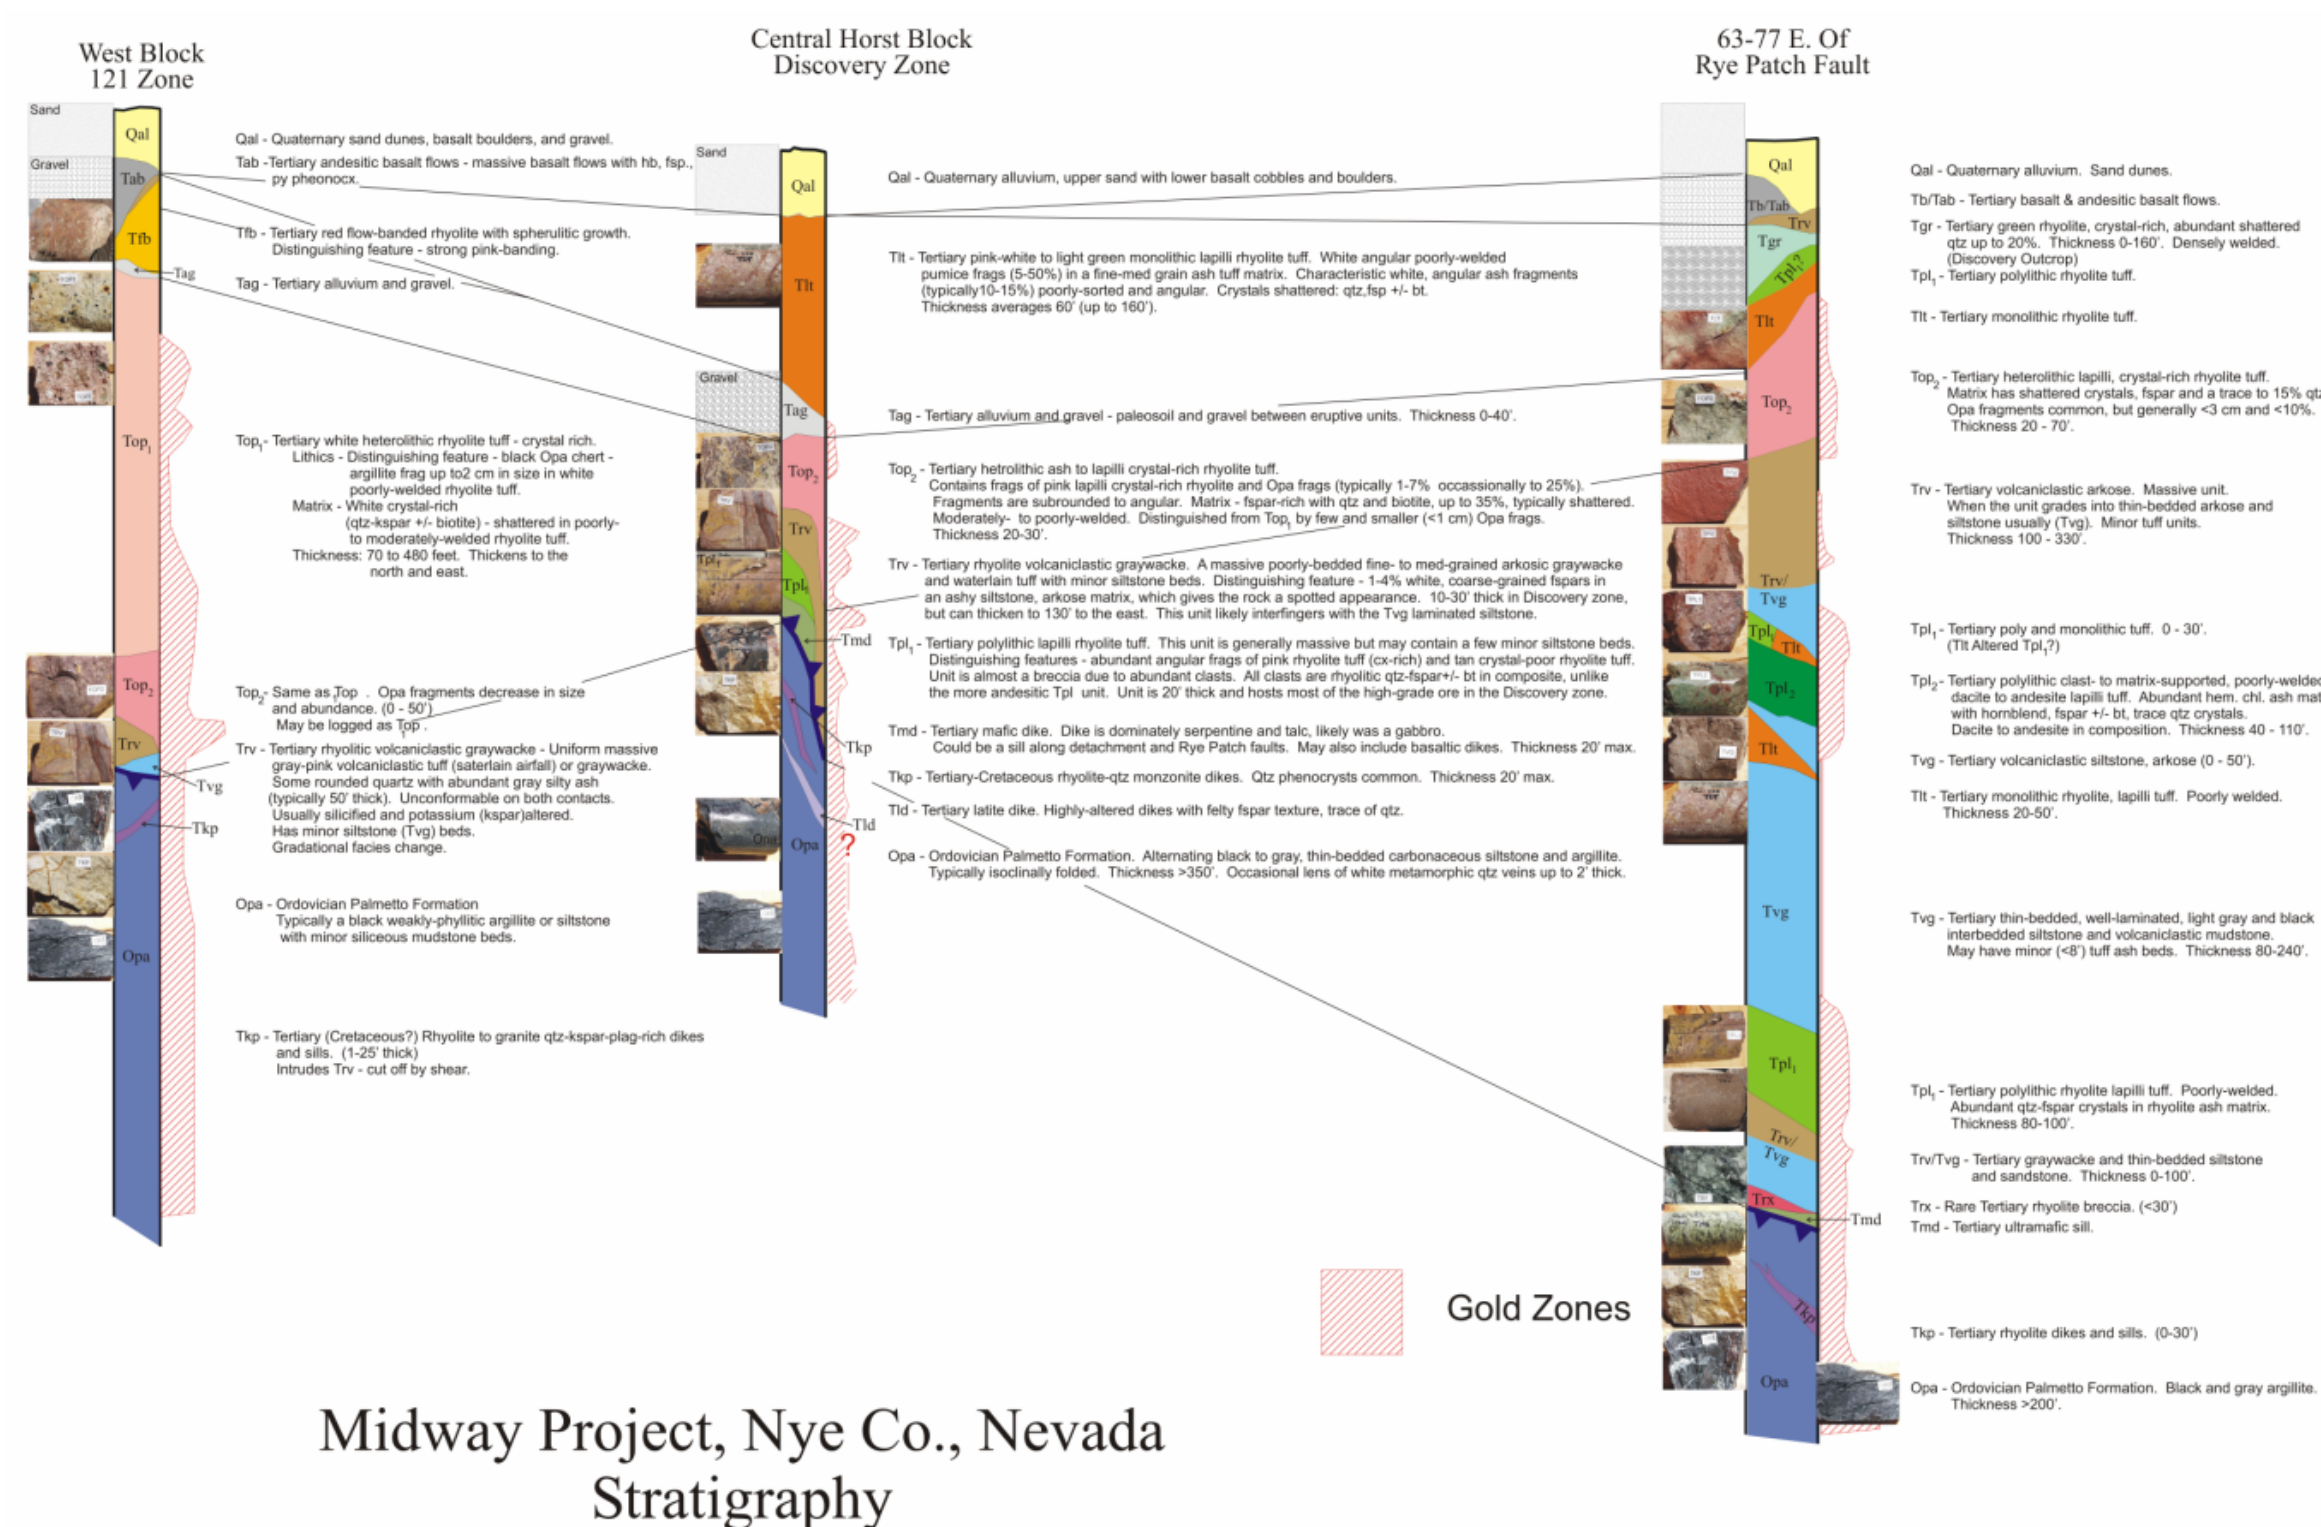 West Block
121 Zone
Sand
Qal
Gravel
Tab
Tfb
Tag
Top1
Top2
Trv
Tvg
Tkp
Opa
Qal - Quaternary sand dunes, basalt boulders, and gravel.
Tab -Tertiary andesitic basalt flows - massive basalt flows with hb, fsp.,
py pheonocx.
Tfb - Tertiary red flow-banded rhyolite with spherulitic growth.
Distinguishing feature - strong pink-banding.
Tag - Tertiary alluvium and gravel.
Top1- Tertiary white heterolithic rhyolite tuff - crystal rich.
Lithics - Distinguishing feature - black Opa chert -
argillite frag up to2 cm in size in white
poorly-welded rhyolite tuff.
Matrix - White crystal-rich
(qtz-kspar +/- biotite) - shattered in poorly-
to moderately-welded rhyolite tuff.
Thickness: 70 to 480 feet. Thickens to the
north and east.
Top2- Same as Top1 . Opa fragments decrease in size
and abundance. (0 - 50')
May be logged as Top1.
Trv - Tertiary rhyolitic volcaniclastic graywacke - Uniform massive
gray-pink volcaniclastic tuff (saterlain airfall) or graywacke.
Some rounded quartz with abundant gray silty ash
(typically 50' thick). Unconformable on both contacts.
Usually silicified and potassium (kspar)altered.
Has minor siltstone (Tvg) beds.
Gradational facies change.
Opa - Ordovician Palmetto Formation
Typically a black weakly-phyllitic argillite or siltstone
with minor siliceous mudstone beds.
Tkp - Tertiary (Cretaceous?) Rhyolite to granite qtz-kspar-plag-rich dikes
and sills. (1-25' thick)
Intrudes Trv - cut off by shear.
Central Horst Block
Discovery Zone
Sand
Qal
Tlt
Gravel
Tag
Top2
Trv
Tpl1
Tpl1
Tmd
Tkp
Tld
Opa
?
Qal - Quaternary alluvium, upper sand with lower basalt cobbles and boulders.
Tlt - Tertiary pink-white to light green monolithic lapilli rhyolite tuff. White angular poorly-welded
pumice frags (5-50%) in a fine-med grain ash tuff matrix. Characteristic white, angular ash fragments
(typically10-15%) poorly-sorted and angular. Crystals shattered: qtz,fsp +/- bt.
Thickness averages 60' (up to 160').
Tag - Tertiary alluvium and gravel - paleosoil and gravel between eruptive units. Thickness 0-40'.
Top2 - Tertiary hetrolithic ash to lapilli crystal-rich rhyolite tuff.
Contains frags of pink lapilli crystal-rich rhyolite and Opa frags (typically 1-7% occassionally to 25%).
Fragments are subrounded to angular. Matrix - fspar-rich with qtz and biotite, up to 35%, typically shattered.
Moderately- to poorly-welded. Distinguished from Top1 by few and smaller (<1 cm) Opa frags.
Thickness 20-30'.
Trv - Tertiary rhyolite volcaniclastic graywacke. A massive poorly-bedded fine- to med-grained arkosic graywacke
and waterlain tuff with minor siltstone beds. Distinguishing feature - 1-4% white, coarse-grained fspars in
an ashy siltstone, arkose matrix, which gives the rock a spotted appearance. 10-30' thick in Discovery zone,
but can thicken to 130' to the east. This unit likely interfingers with the Tvg laminated siltstone.
Tpl1 - Tertiary polylithic lapilli rhyolite tuff. This unit is generally massive but may contain a few minor siltstone beds.
Distinguishing features - abundant angular frags of pink rhyolite tuff (cx-rich) and tan crystal-poor rhyolite tuff.
Unit is almost a breccia due to abundant clasts. All clasts are rhyolitic qtz-fspar+/- bt in composite, unlike
the more andesitic Tpl unit. Unit is 20' thick and hosts most of the high-grade ore in the Discovery zone.
Tmd - Tertiary mafic dike. Dike is dominately serpentine and talc, likely was a gabbro.
Could be a sill along detachment and Rye Patch faults. May also include basaltic dikes. Thickness 20' max.
Tkp - Tertiary-Cretaceous rhyolite-qtz monzonite dikes. Qtz phenocrysts common. Thickness 20' max.
Tld - Tertiary latite dike. Highly-altered dikes with felty fspar texture, trace of qtz.
Opa - Ordovician Palmetto Formation. Alternating black to gray, thin-bedded carbonaceous siltstone and argillite.
Typically isoclinally folded. Thickness >350'. Occasional lens of white metamorphic qtz veins up to 2' thick.
63-77 E. Of
Rye Patch Fault
Qal
Tb/Tab
Trv
Tgr
Tpl1?
Tlt
Top2
Trv/
Tvg
Tpl1
Tlt
Tpl2
Tlt
Tvg
Tpl1
Trv/
Tvg
Trx
Tmd
Tkp
Opa
Qal - Quaternary alluvium. Sand dunes.
Tb/Tab - Tertiary basalt & andesitic basalt flows.
Tgr - Tertiary green rhyolite, crystal-rich, abundant shattered
qtz up to 20%. Thickness 0-160'. Densely welded.
(Discovery Outcrop)
Tpl1 - Tertiary polylithic rhyolite tuff.
Tlt - Tertiary monolithic rhyolite tuff.
Top2 - Tertiary heterolithic lapilli, crystal-rich rhyolite tuff.
Matrix has shattered crystals, fspar and a trace to 15% qtz
Opa fragments common, but generally <3 cm and <10%.
Thickness 20 - 70'.
Trv - Tertiary volcaniclastic arkose. Massive unit.
When the unit grades into thin-bedded arkose and
siltstone usually (Tvg). Minor tuff units.
Thickness 100 - 330'.
Tpl1 - Tertiary poly and monolithic tuff. 0 - 30'.
(Tlt Altered Tpl1?)
Tpl2- Tertiary polylithic clast- to matrix-supported, poorly-welded
dacite to andesite lapilli tuff. Abundant hem. chl. ash mat
with hornblend, fspar +/- bt, trace qtz crystals.
Dacite to andesite in composition. Thickness 40 - 110'.
Tvg - Tertiary volcaniclastic siltstone, arkose (0 - 50').
Tlt - Tertiary monolithic rhyolite, lapilli tuff. Poorly welded.
Thickness 20-50'.
Tvg - Tertiary thin-bedded, well-laminated, light gray and black
interbedded siltstone and volcaniclastic mudstone.
May have minor (<8') tuff ash beds. Thickness 80-240'.
Tpl1 - Tertiary polylithic rhyolite lapilli tuff. Poorly-welded.
Abundant qtz-fspar crystals in rhyolite ash matrix.
Thickness 80-100'.
Trv/Tvg - Tertiary graywacke and thin-bedded siltstone
and sandstone. Thickness 0-100'.
Trx - Rare Tertiary rhyolite breccia. (<30')
Tmd - Tertiary ultramafic sill.
Tkp - Tertiary rhyolite dikes and sills. (0-30')
Opa - Ordovician Palmetto Formation. Black and gray argillite.
Thickness >200'.
Gold Zones
Midway Project, Nye Co., Nevada
Stratigraphy